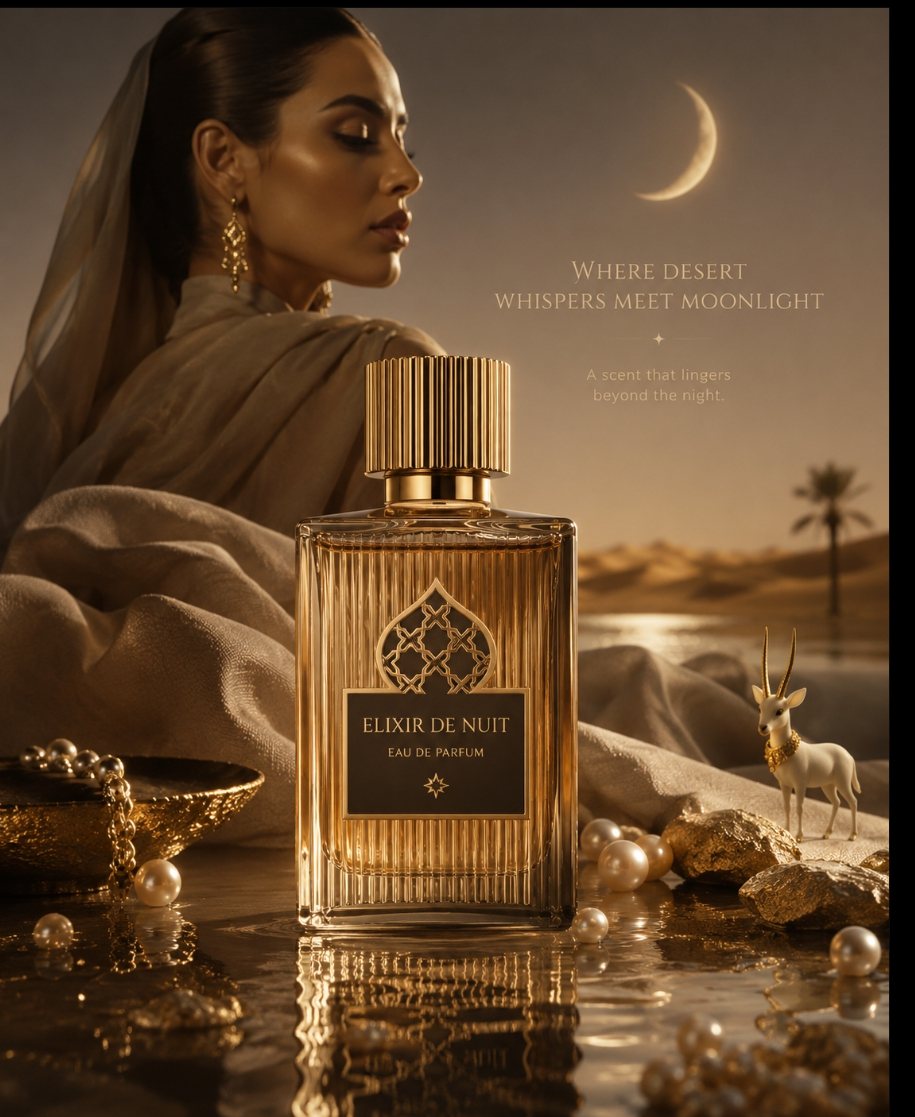 Where desert
whispers meet moonlight
A scent that lingers
beyond the night.
ELIXIR DE NUIT
EAU DE PARFUM